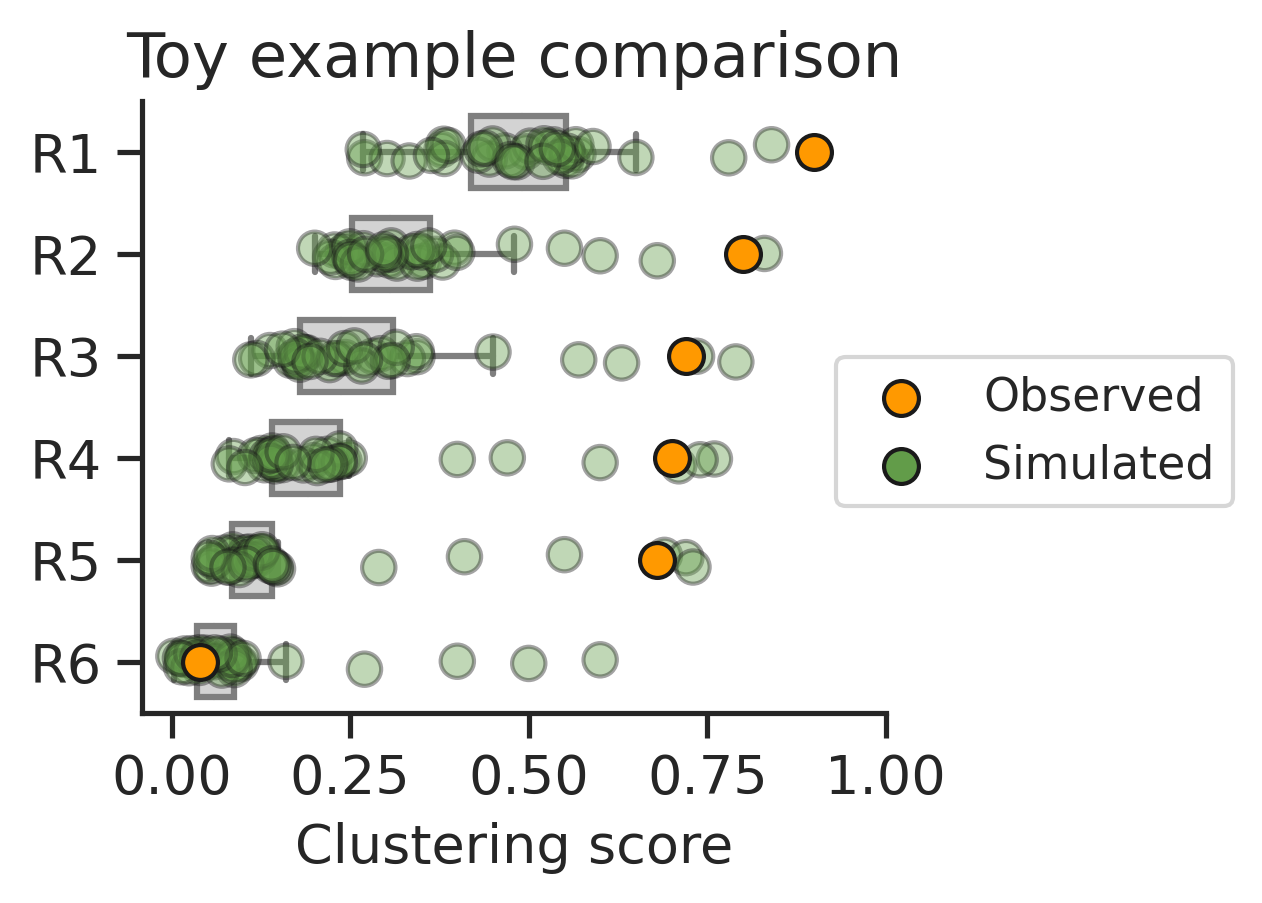 Toy example comparison
R1
R2
R3
R4
R5
R6
Observed
Simulated
0.00 0.25 0.50 0.75 1.00
Clustering score